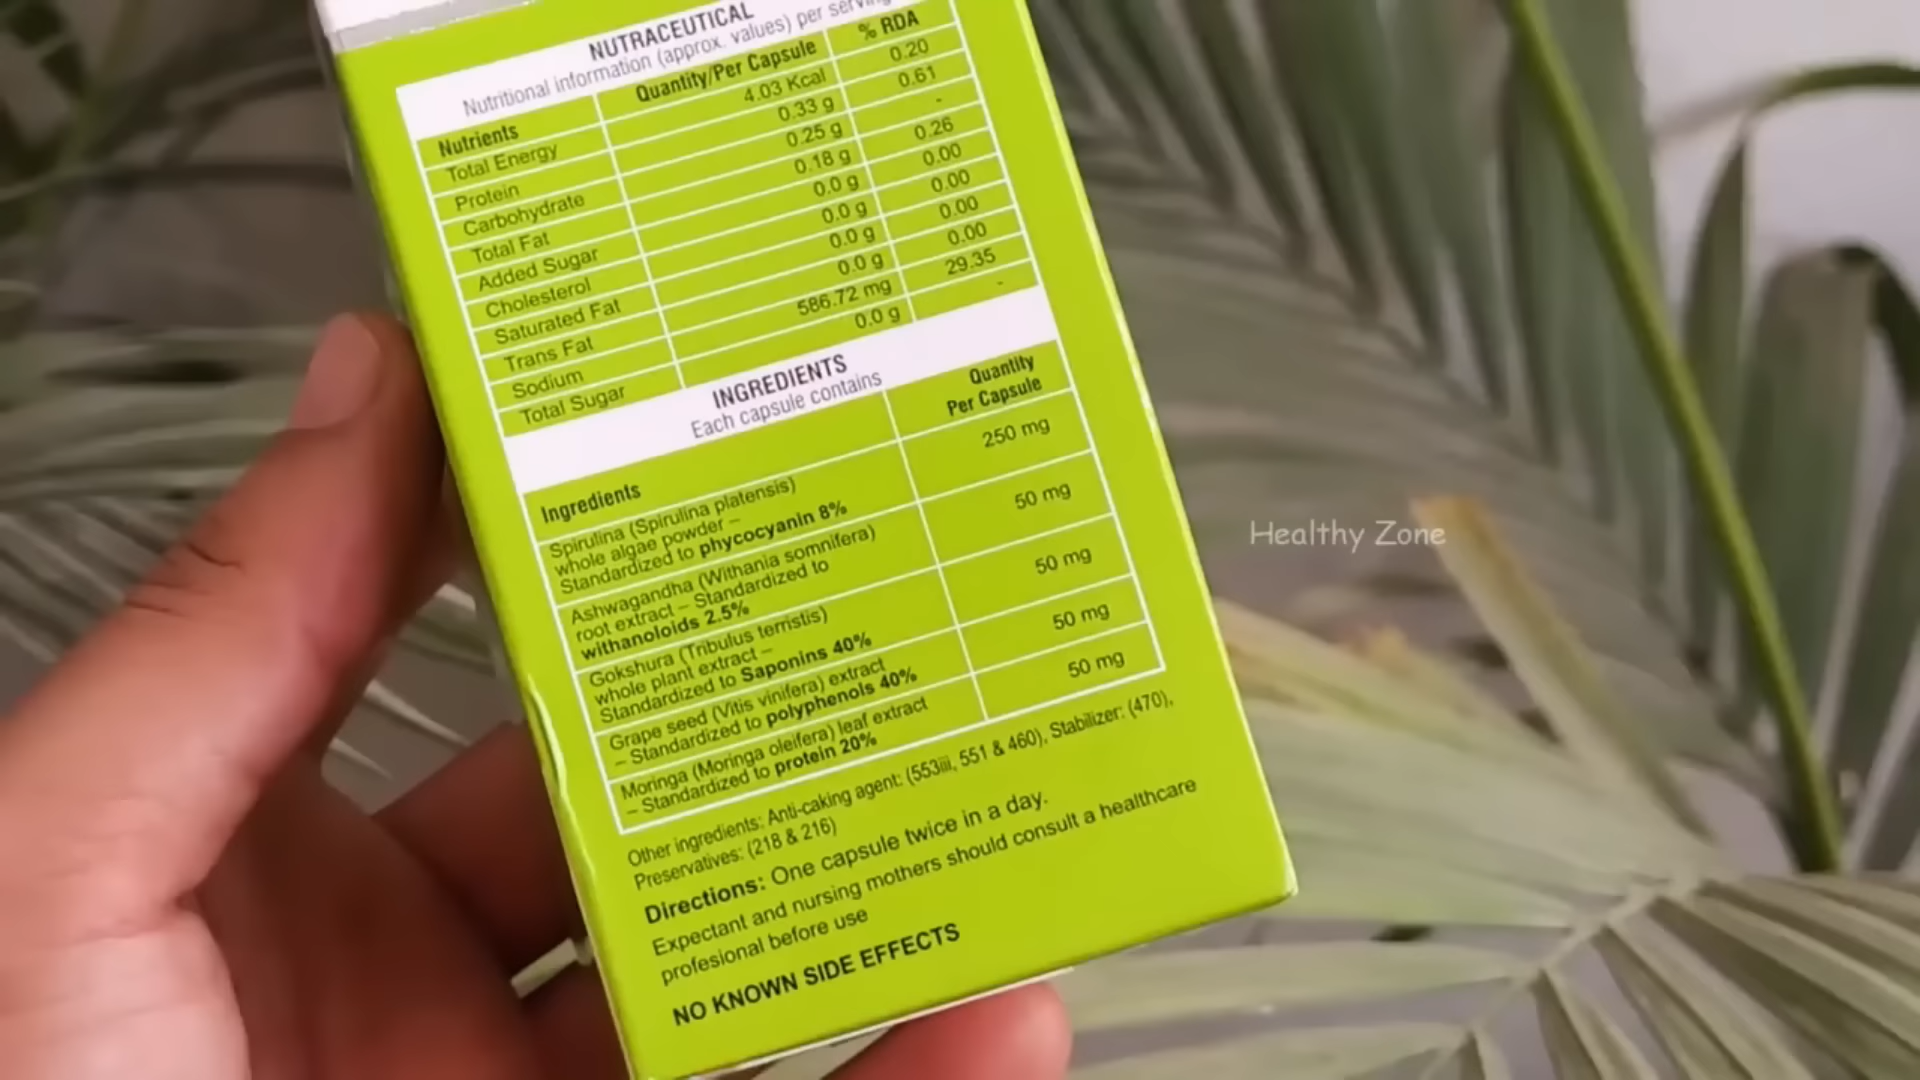 NUTRACEUTICAL
Nutritional information (approx. values) per serving
Nutrients Quantity/Per Capsule % RDA
Total Energy 4.03 Kcal 0.20
Protein 0.33 g 0.61
Carbohydrate 0.25 g -
Total Fat 0.18 g 0.26
Added Sugar 0.0 g 0.00
Cholesterol 0.0 g 0.00
Saturated Fat 0.0 g 0.00
Trans Fat 0.0 g 0.00
Sodium 586.72 mg 29.35
Total Sugar 0.0 g -
INGREDIENTS
Each capsule contains
Ingredients Quantity
Per Capsule
Spirulina (Spirulina platensis) 250 mg
whole algae powder –
Standardized to phycocyanin 8%
Ashwagandha (Withania somnifera) 50 mg
root extract – Standardized to
withanoloids 2.5%
Gokshura (Tribulus terristis) 50 mg
whole plant extract –
Standardized to Saponins 40%
Grape seed (Vitis vinifera) extract 50 mg
– Standardized to polyphenols 40%
Moringa (Moringa oleifera) leaf extract 50 mg
– Standardized to protein 20%
Other ingredients: Anti-caking agent: (553iii, 551 & 460), Stabilizer: (470),
Preservatives: (218 & 216)
Directions: One capsule twice in a day.
Expectant and nursing mothers should consult a healthcare
profesional before use
NO KNOWN SIDE EFFECTS
Healthy Zone